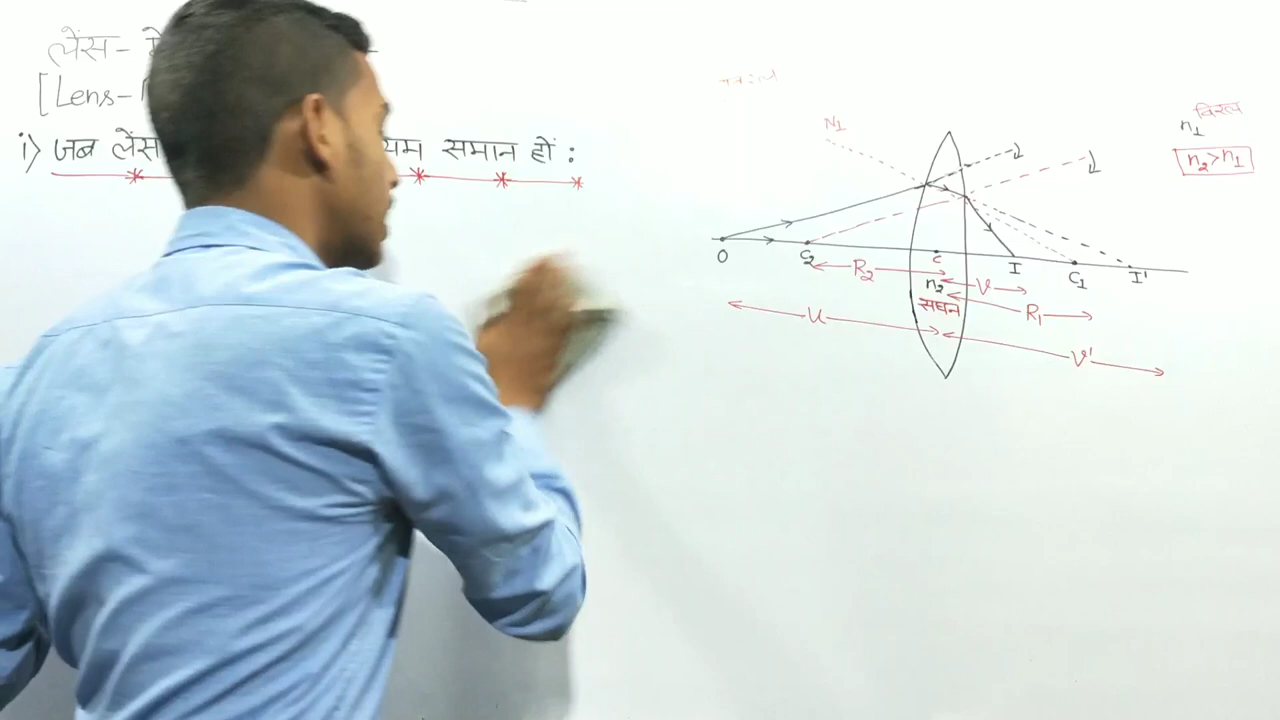 लेंस-
[Lens-
i) जब लेंस यम समान हों :
विरल
n₁
n₂>n₁
N₁
O
C₂
C
I
C₁
I'
R₂
n₂
V
सघन
R₁
U
V'